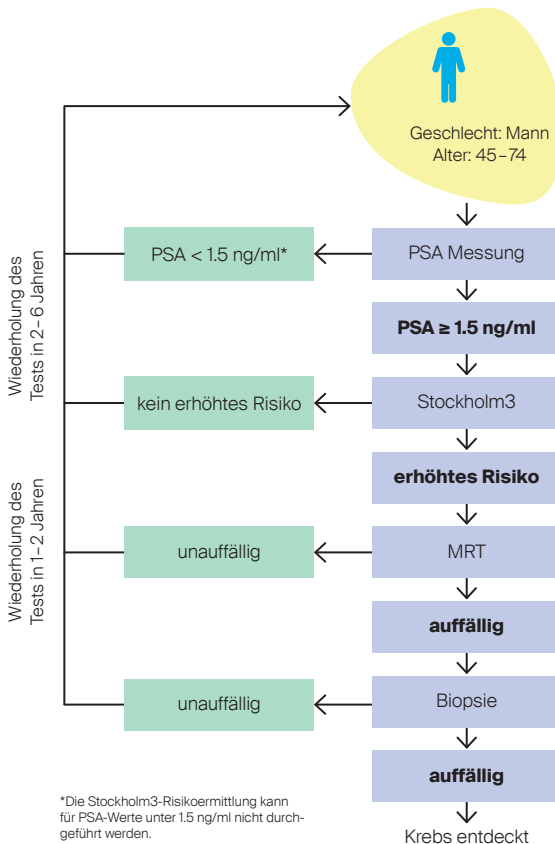 Geschlecht: Mann
Alter: 45–74
PSA < 1.5 ng/ml*
PSA Messung
PSA ≥ 1.5 ng/ml
Wiederholung des
Tests in 2–6 Jahren
kein erhöhtes Risiko
Stockholm3
erhöhtes Risiko
Wiederholung des
Tests in 1–2 Jahren
unauffällig
MRT
auffällig
unauffällig
Biopsie
auffällig
*Die Stockholm3-Risikoermittlung kann
für PSA-Werte unter 1.5 ng/ml nicht durch-
geführt werden.
Krebs entdeckt